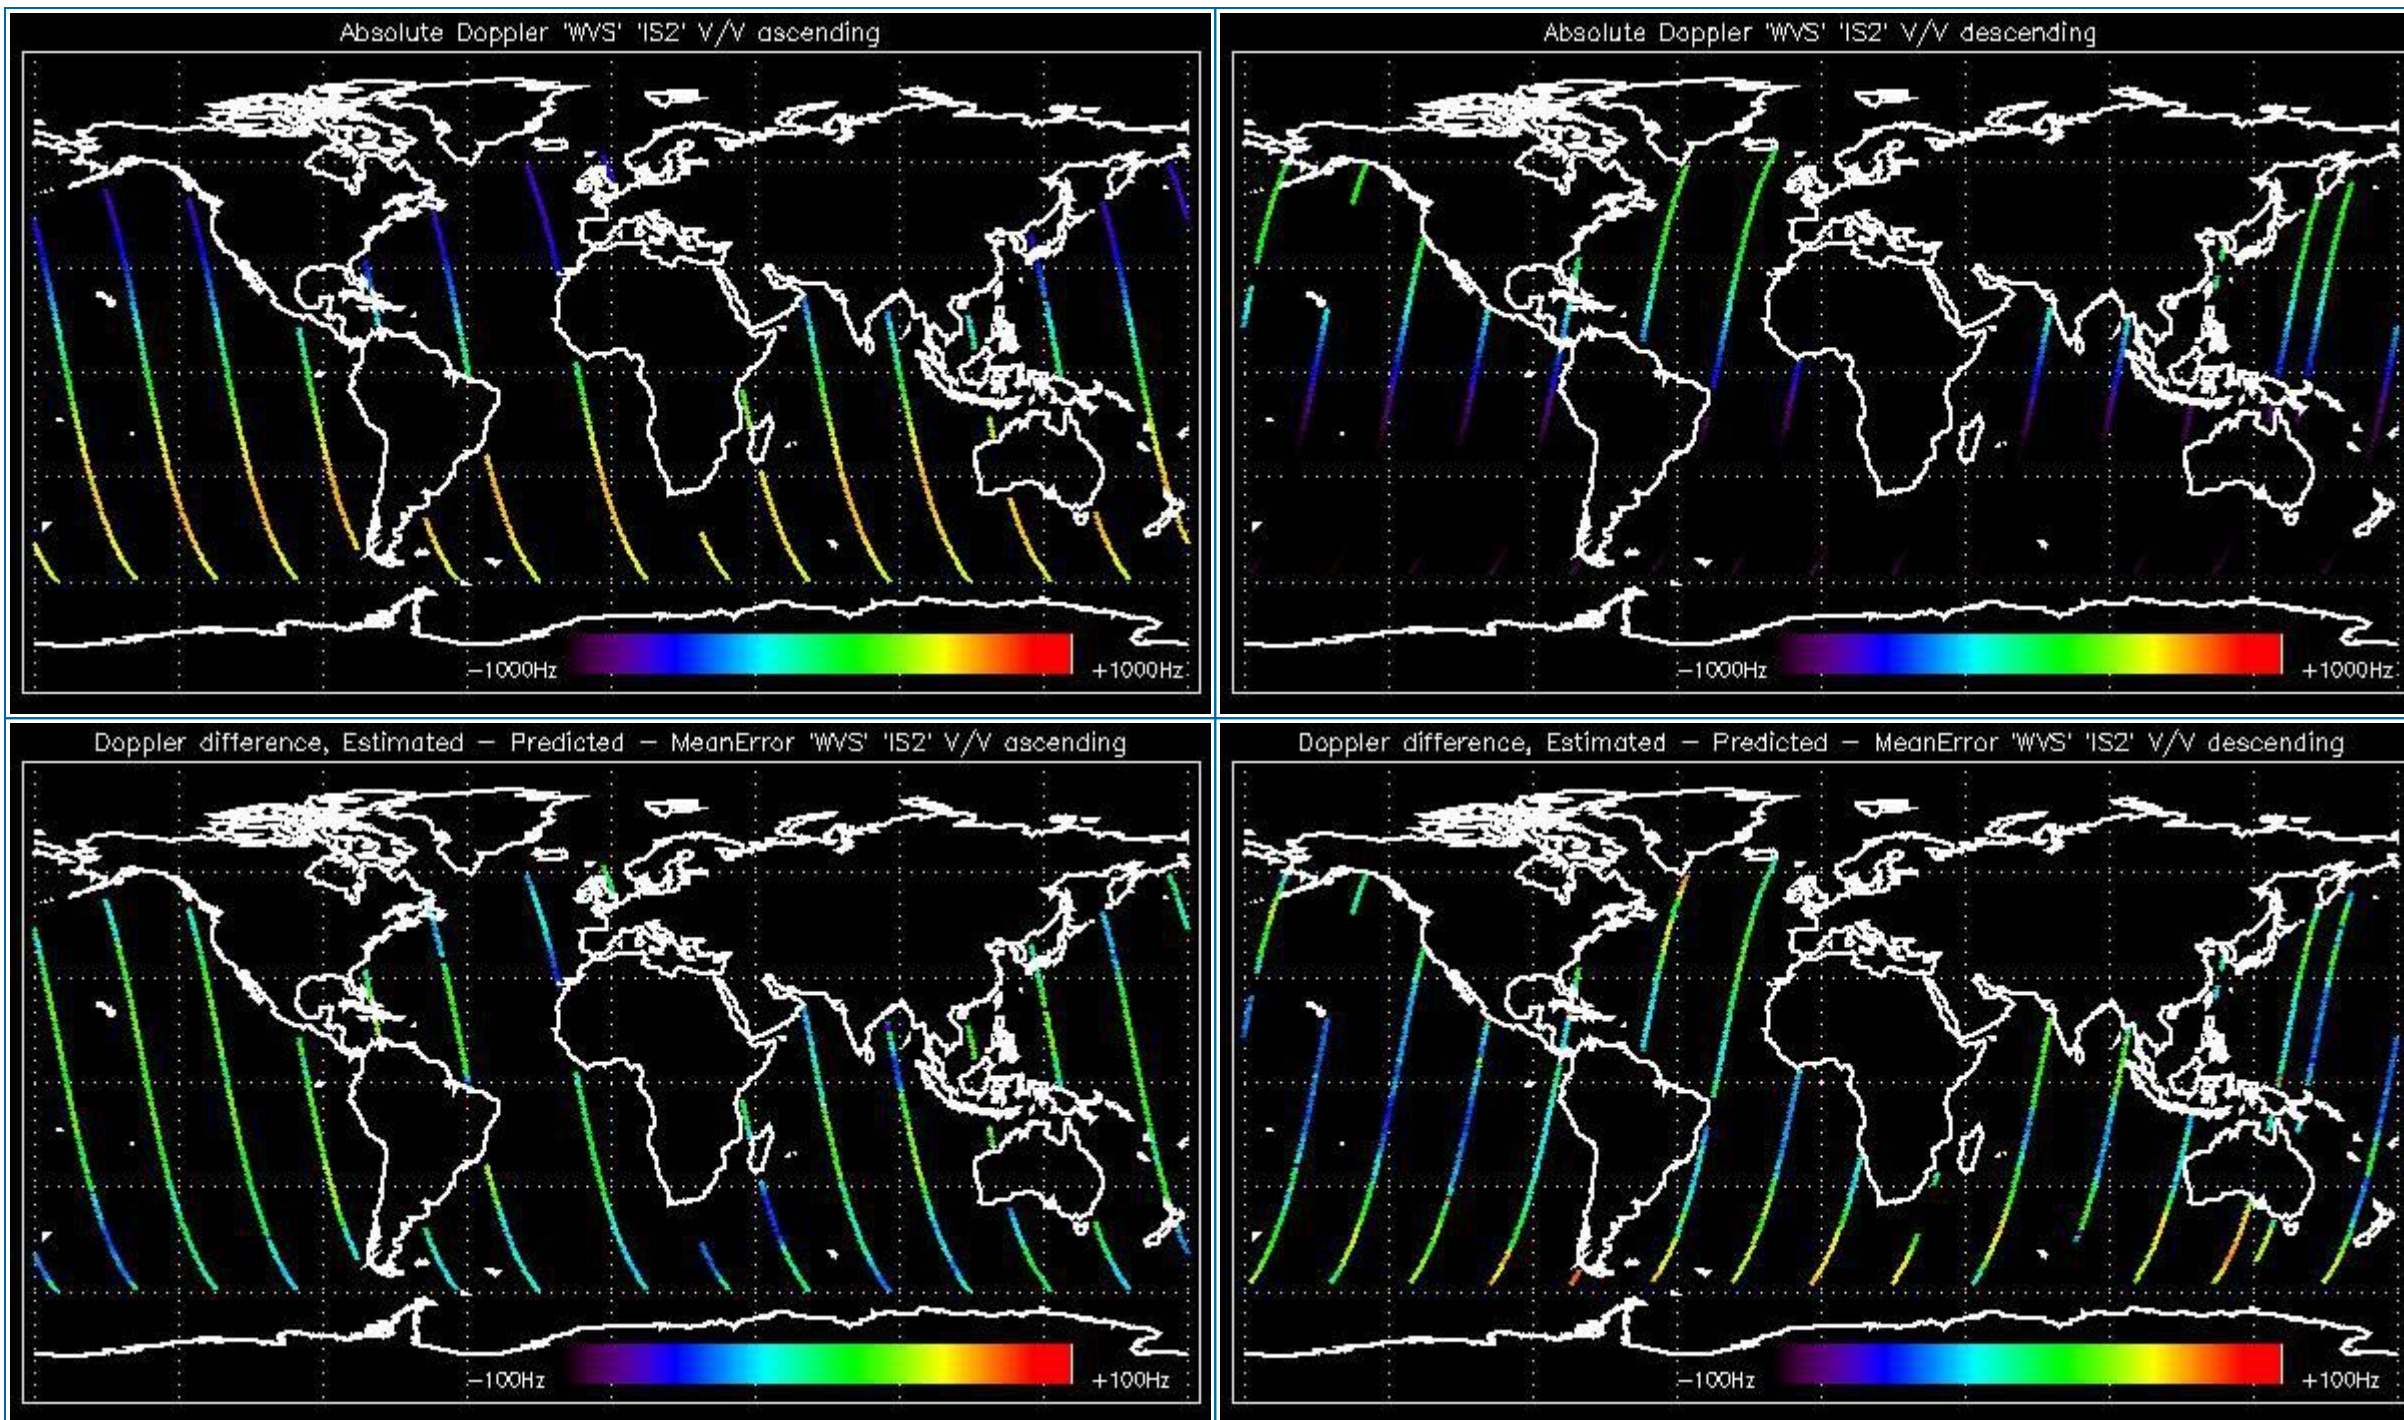 Absolute Doppler 'WVS' 'IS2' V/V ascending
-1000Hz
+1000Hz
Absolute Doppler 'WVS' 'IS2' V/V descending
-1000Hz
+1000Hz
Doppler difference, Estimated - Predicted - MeanError 'WVS' 'IS2' V/V ascending
-100Hz
+100Hz
Doppler difference, Estimated - Predicted - MeanError 'WVS' 'IS2' V/V descending
-100Hz
+100Hz